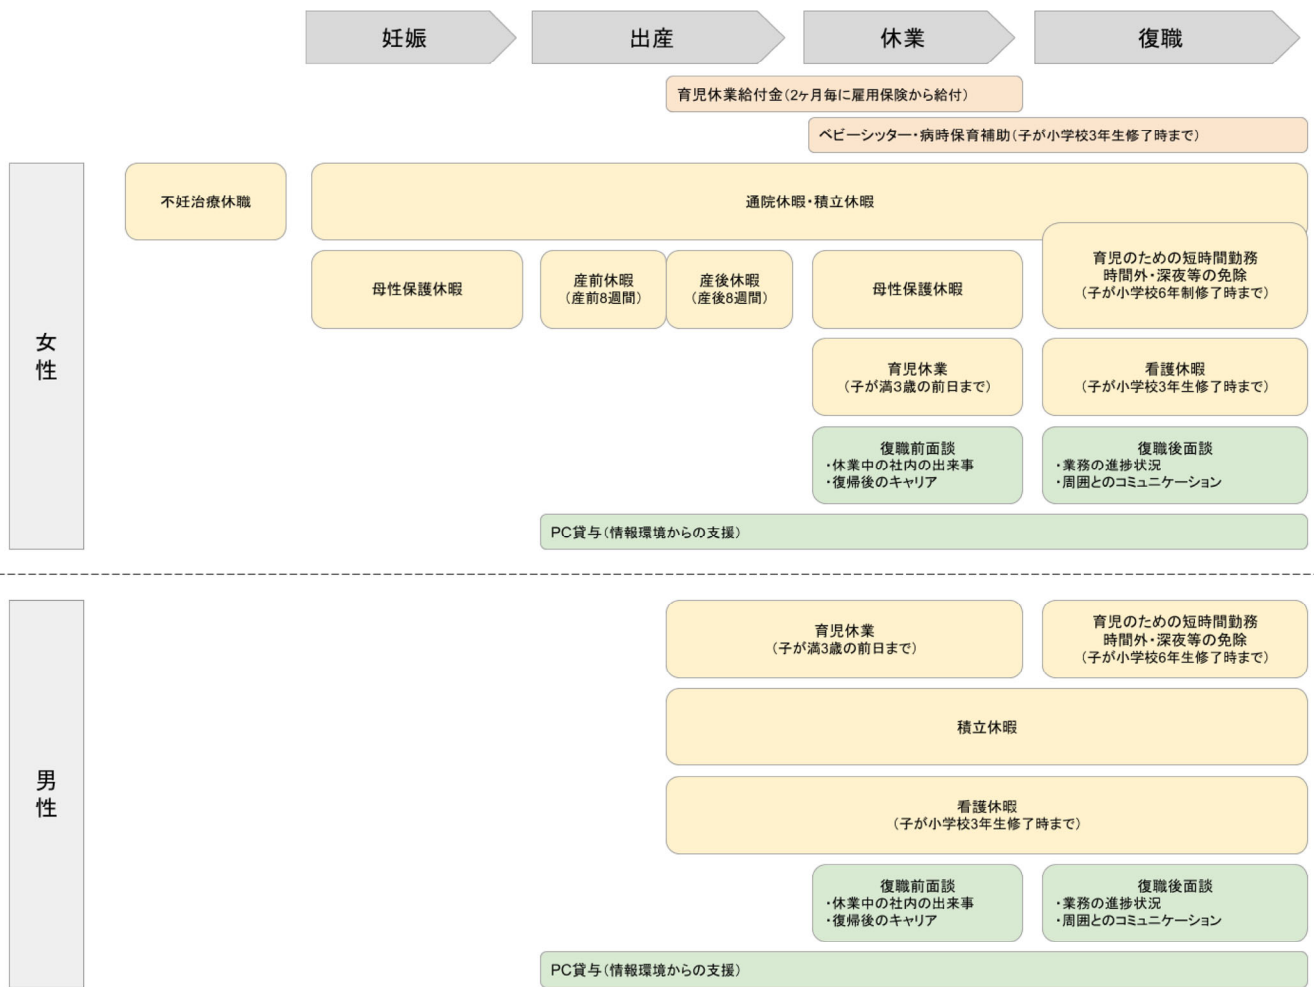 妊娠
出産
休業
復職
育児休業給付金(2ヶ月毎に雇用保険から給付)
ベビーシッター・病時保育補助(子が小学校3年生修了時まで)
女
性
不妊治療休職
通院休暇・積立休暇
母性保護休暇
産前休暇
(産前8週間)
産後休暇
(産後8週間)
母性保護休暇
育児のための短時間勤務
時間外・深夜等の免除
(子が小学校6年制修了時まで)
育児休業
(子が満3歳の前日まで)
看護休暇
(子が小学校3年生修了時まで)
復職前面談
・休業中の社内の出来事
・復帰後のキャリア
復職後面談
・業務の進捗状況
・周囲とのコミュニケーション
PC貸与(情報環境からの支援)
男
性
育児休業
(子が満3歳の前日まで)
育児のための短時間勤務
時間外・深夜等の免除
(子が小学校6年生修了時まで)
積立休暇
看護休暇
(子が小学校3年生修了時まで)
復職前面談
・休業中の社内の出来事
・復帰後のキャリア
復職後面談
・業務の進捗状況
・周囲とのコミュニケーション
PC貸与(情報環境からの支援)